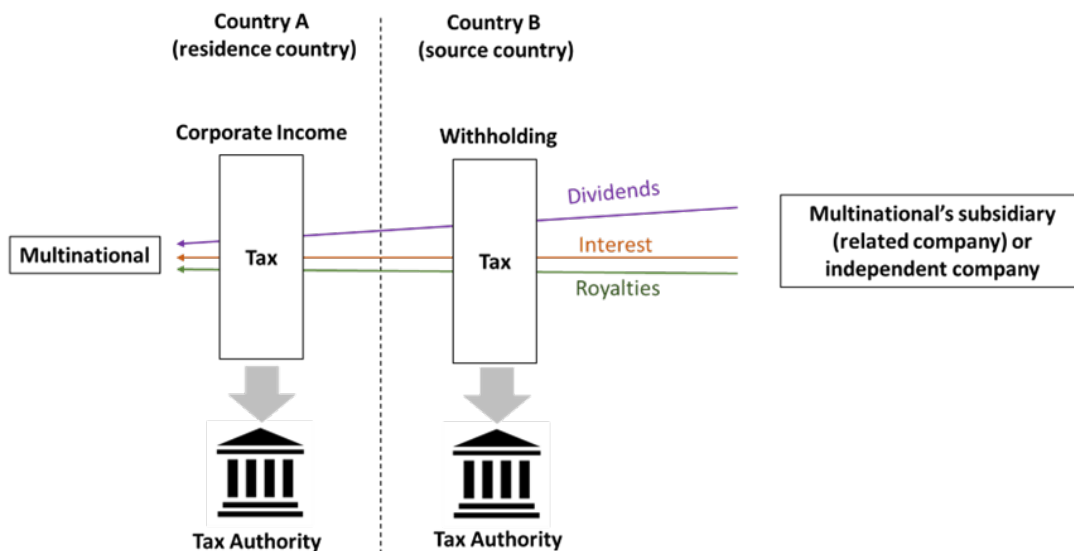 Country A
(residence country)
Country B
(source country)
Corporate Income
Withholding
Dividends
Multinational
Tax
Interest
Tax
Royalties
Multinational's subsidiary
(related company) or
independent company
Tax Authority
Tax Authority